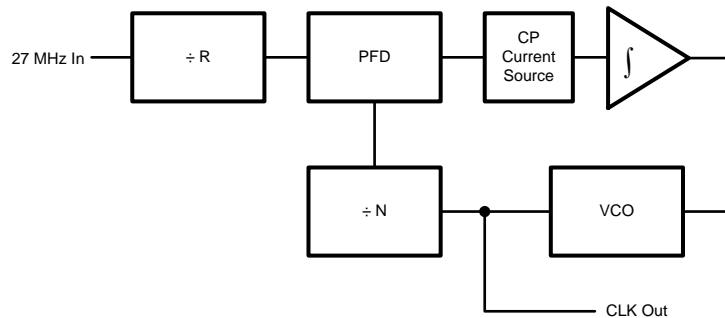 27 MHz In
÷ R
PFD
CP
Current
Source
∫
÷ N
VCO
CLK Out